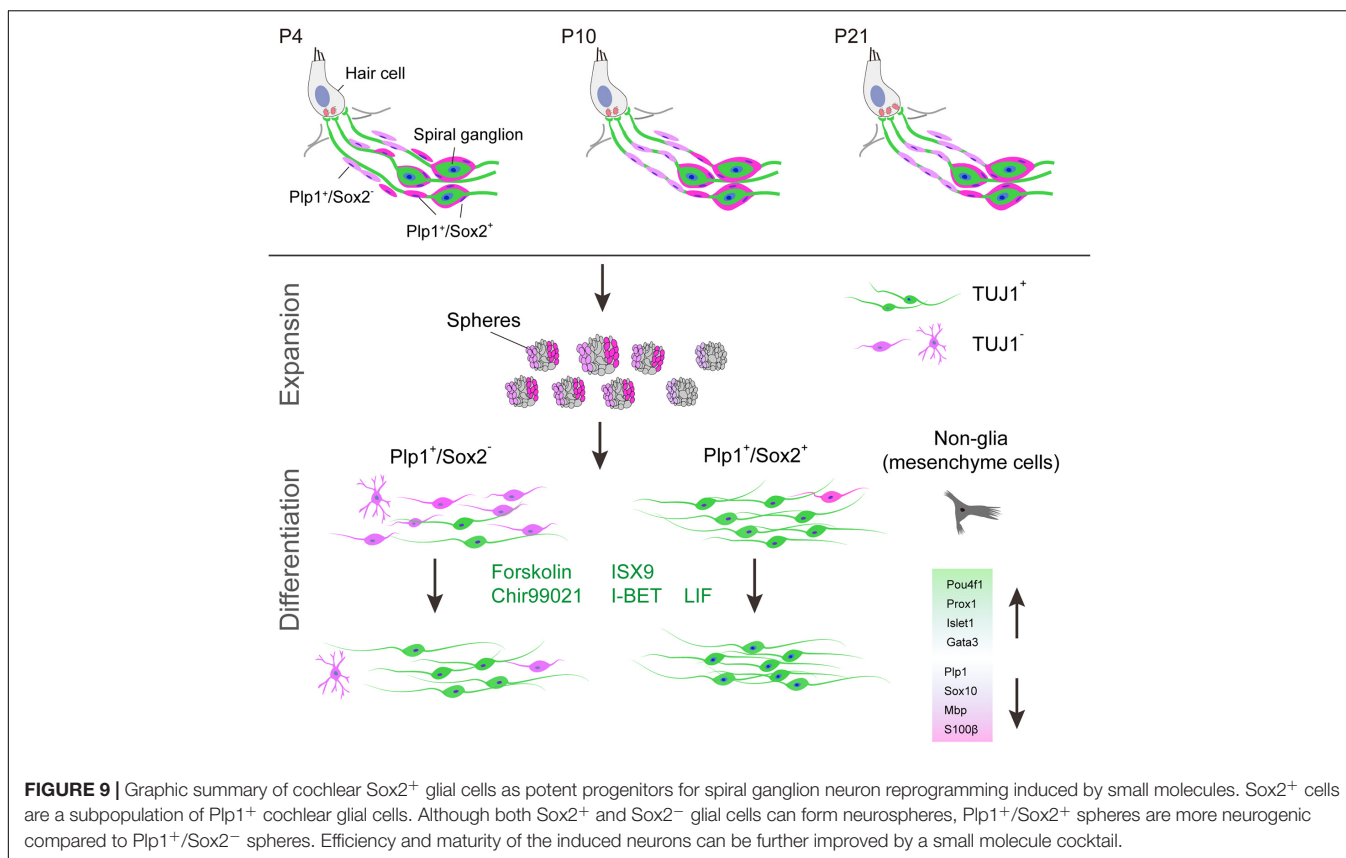 P4
P10
P21
Hair cell
Spiral ganglion
Plp1⁺/Sox2⁻
Plp1⁺/Sox2⁺
Expansion
Spheres
TUJ1⁺
TUJ1⁻
Differentiation
Plp1⁺/Sox2⁻
Plp1⁺/Sox2⁺
Non-glia
(mesenchyme cells)
Forskolin ISX9
Chir99021 I-BET LIF
Pou4f1
Prox1
Islet1
Gata3
Plp1
Sox10
Mbp
S100β
FIGURE 9 | Graphic summary of cochlear Sox2⁺ glial cells as potent progenitors for spiral ganglion neuron reprogramming induced by small molecules. Sox2⁺ cells
are a subpopulation of Plp1⁺ cochlear glial cells. Although both Sox2⁺ and Sox2⁻ glial cells can form neurospheres, Plp1⁺/Sox2⁺ spheres are more neurogenic
compared to Plp1⁺/Sox2⁻ spheres. Efficiency and maturity of the induced neurons can be further improved by a small molecule cocktail.